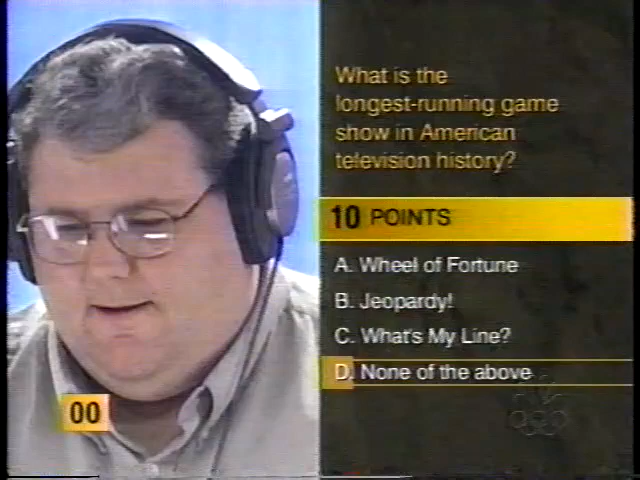 What is the
longest-running game
show in American
television history?
10 POINTS
A. Wheel of Fortune
B. Jeopardy!
C. What's My Line?
D. None of the above
00